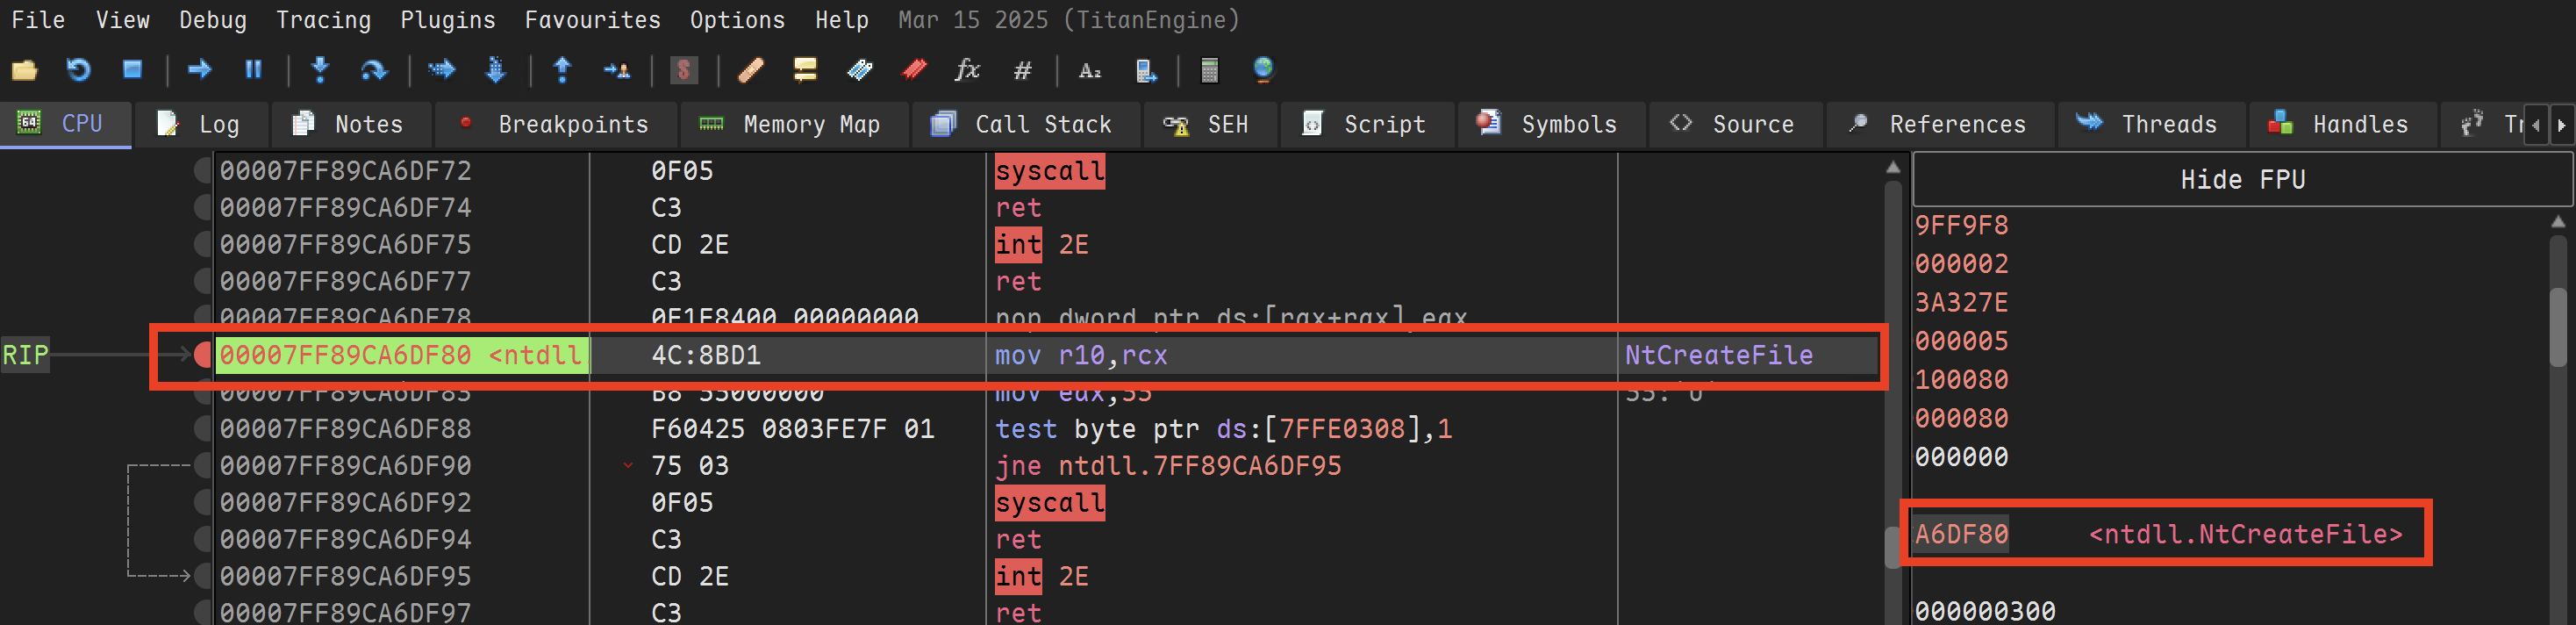 File View Debug Tracing Plugins Favourites Options Help Mar 15 2025 (TitanEngine)
$ fx # A₂
64 CPU Log Notes Breakpoints Memory Map Call Stack SEH Script Symbols Source References Threads Handles Tr
Hide FPU
00007FF89CA6DF72 0F05 syscall
00007FF89CA6DF74 C3 ret
00007FF89CA6DF75 CD 2E int 2E
00007FF89CA6DF77 C3 ret
00007FF89CA6DF78 0F1F8400 00000000 nop dword ptr ds:[rax+rax],eax
RIP 00007FF89CA6DF80 <ntdll 4C:8BD1 mov r10,rcx NtCreateFile
00007FF89CA6DF83 B8 55000000 mov eax,55 55:'U'
00007FF89CA6DF88 F60425 0803FE7F 01 test byte ptr ds:[7FFE0308],1
00007FF89CA6DF90 75 03 jne ntdll.7FF89CA6DF95
00007FF89CA6DF92 0F05 syscall
00007FF89CA6DF94 C3 ret
00007FF89CA6DF95 CD 2E int 2E
00007FF89CA6DF97 C3 ret
9FF9F8
000002
3A327E
000005
100080
000080
000000
A6DF80 <ntdll.NtCreateFile>
000000300